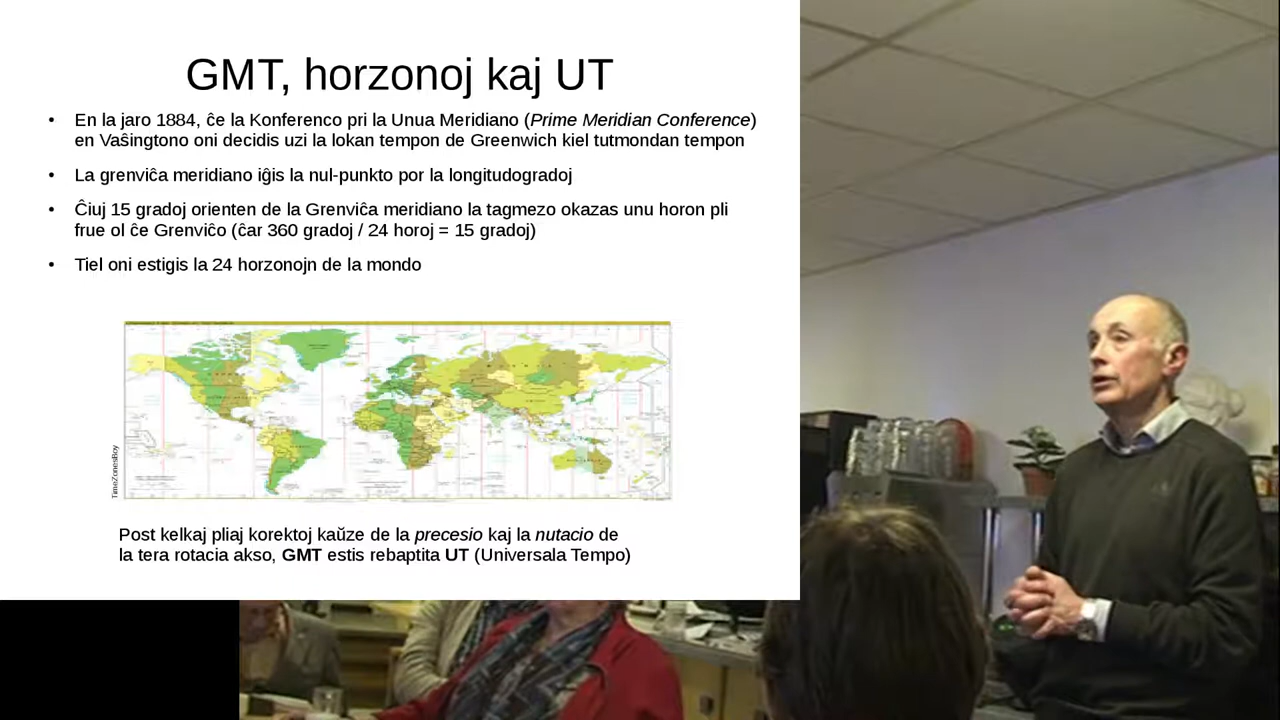 GMT, horzonoj kaj UT
• En la jaro 1884, ĉe la Konferenco pri la Unua Meridiano (Prime Meridian Conference)
en Vaŝingtono oni decidis uzi la lokan tempon de Greenwich kiel tutmondan tempon
• La grenviĉa meridiano iĝis la nul-punkto por la longitudogradoj
• Ĉiuj 15 gradoj orienten de la Grenviĉa meridiano la tagmezo okazas unu horon pli
frue ol ĉe Grenviĉo (ĉar 360 gradoj / 24 horoj = 15 gradoj)
• Tiel oni estigis la 24 horzonojn de la mondo
TimeZonesBoy
Post kelkaj pliaj korektoj kaŭze de la precesio kaj la nutacio de
la tera rotacia akso, GMT estis rebaptita UT (Universala Tempo)